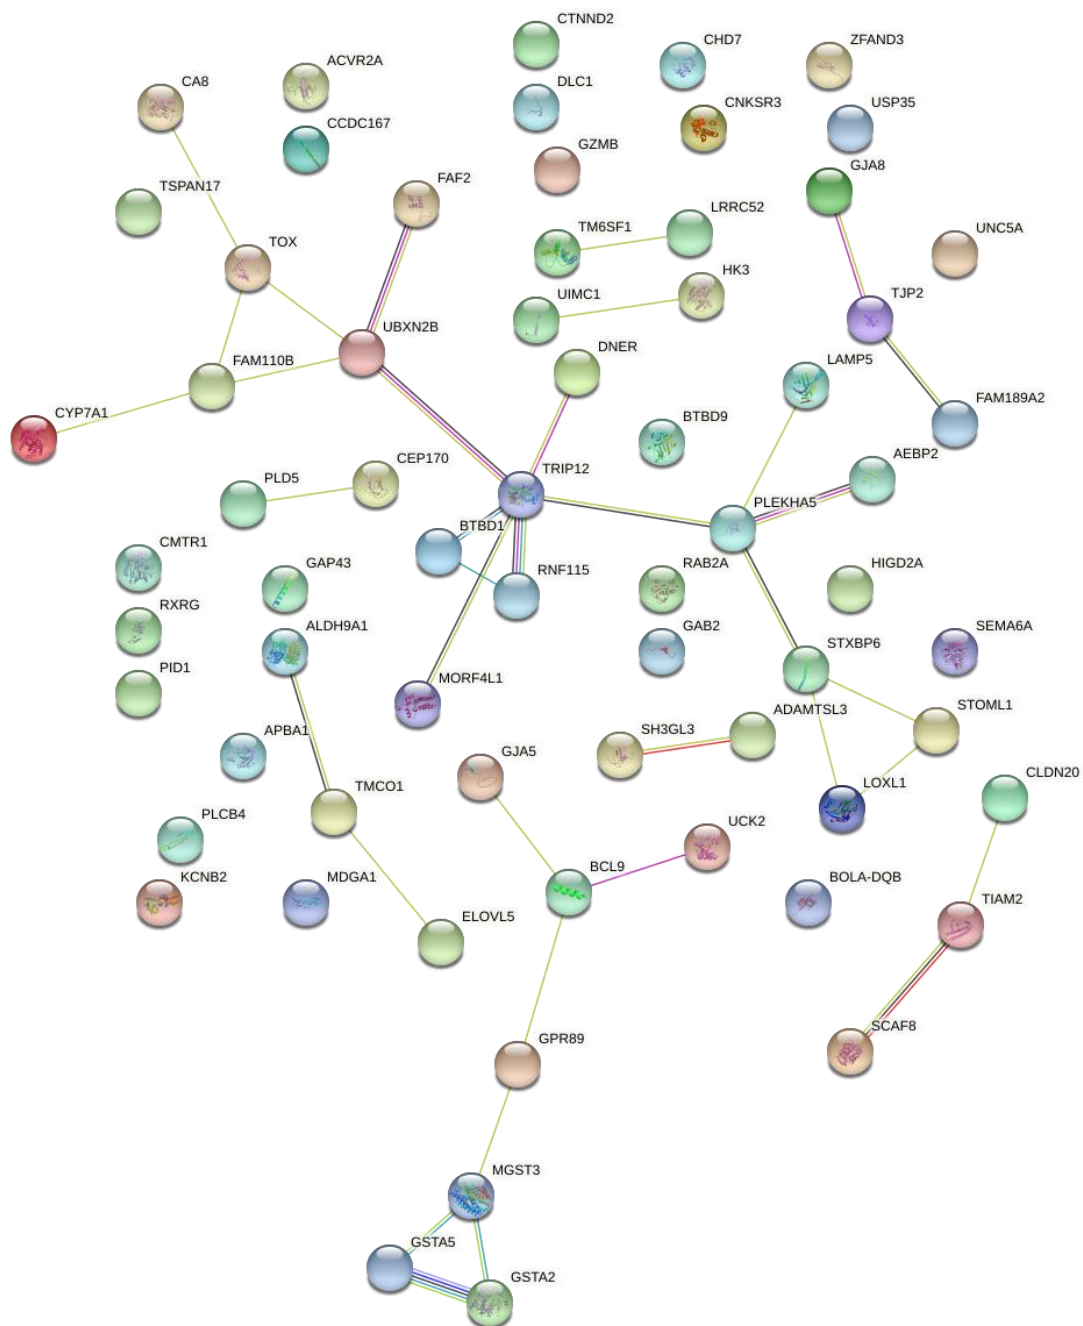 CTNND2
CHD7
ZFAND3
ACVR2A
CA8
DLC1
CNKSR3
USP35
CCDC167
GZMB
GJA8
FAF2
TSPAN17
LRRC52
TM6SF1
UNC5A
TOX
HK3
UIMC1
TJP2
UBXN2B
DNER
LAMP5
FAM110B
FAM189A2
CYP7A1
BTBD9
AEBP2
CEP170
TRIP12
PLD5
PLEKHA5
BTBD1
CMTR1
GAP43
RNF115
RAB2A
HIGD2A
RXRG
ALDH9A1
GAB2
STXBP6
SEMA6A
PID1
MORF4L1
ADAMTSL3
STOML1
APBA1
SH3GL3
GJA5
TMCO1
LOXL1
CLDN20
PLCB4
UCK2
BCL9
KCNB2
MDGA1
BOLA-DQB
ELOVL5
TIAM2
SCAF8
GPR89
MGST3
GSTA5
GSTA2